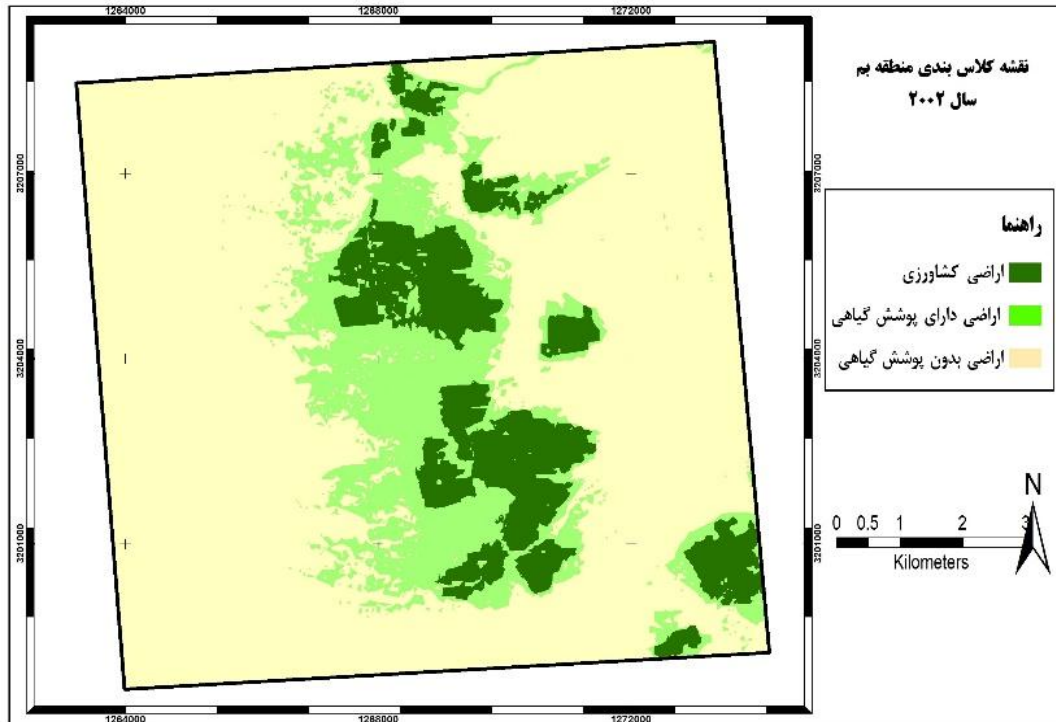 1264000 1268000 1272000
نقشه کلاس بندی منطقه بم
سال ۲۰۰۲
3207000 3207000
راهنما
اراضی کشاورزی
اراضی دارای پوشش گیاهی
اراضی بدون پوشش گیاهی
3204000 3204000
N
0 0.5 1 2 3
Kilometers
3201000 3201000
1264000 1268000 1272000